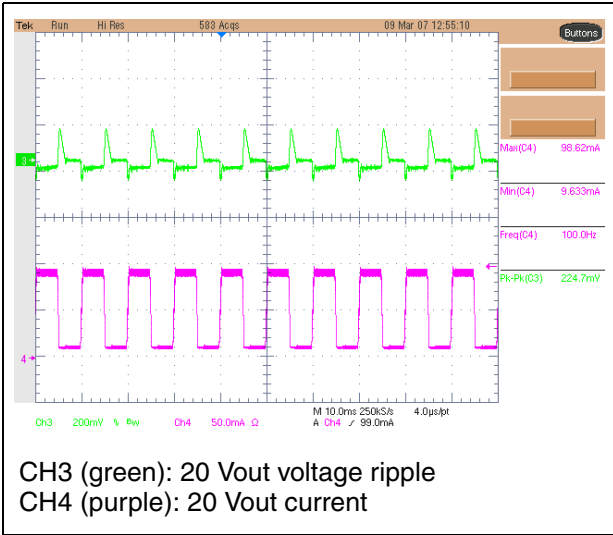 Tek Run Hi Res 583 Acqs 09 Mar 07 12:55:10
Buttons
3
Max(C4) 98.62mA
Min(C4) 9.633mA
Freq(C4) 100.0Hz
Pk-Pk(C3) 224.7mV
4
M 10.0ms 250kS/s 4.0µs/pt
Ch3 200mV % Bw Ch4 50.0mA Ω A Ch4 / 99.0mA
CH3 (green): 20 Vout voltage ripple
CH4 (purple): 20 Vout current